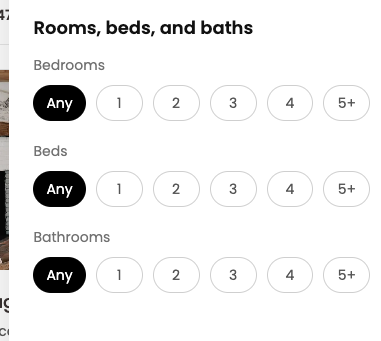 47
Rooms, beds, and baths
Bedrooms
Any 1 2 3 4 5+
Beds
Any 1 2 3 4 5+
Bathrooms
Any 1 2 3 4 5+